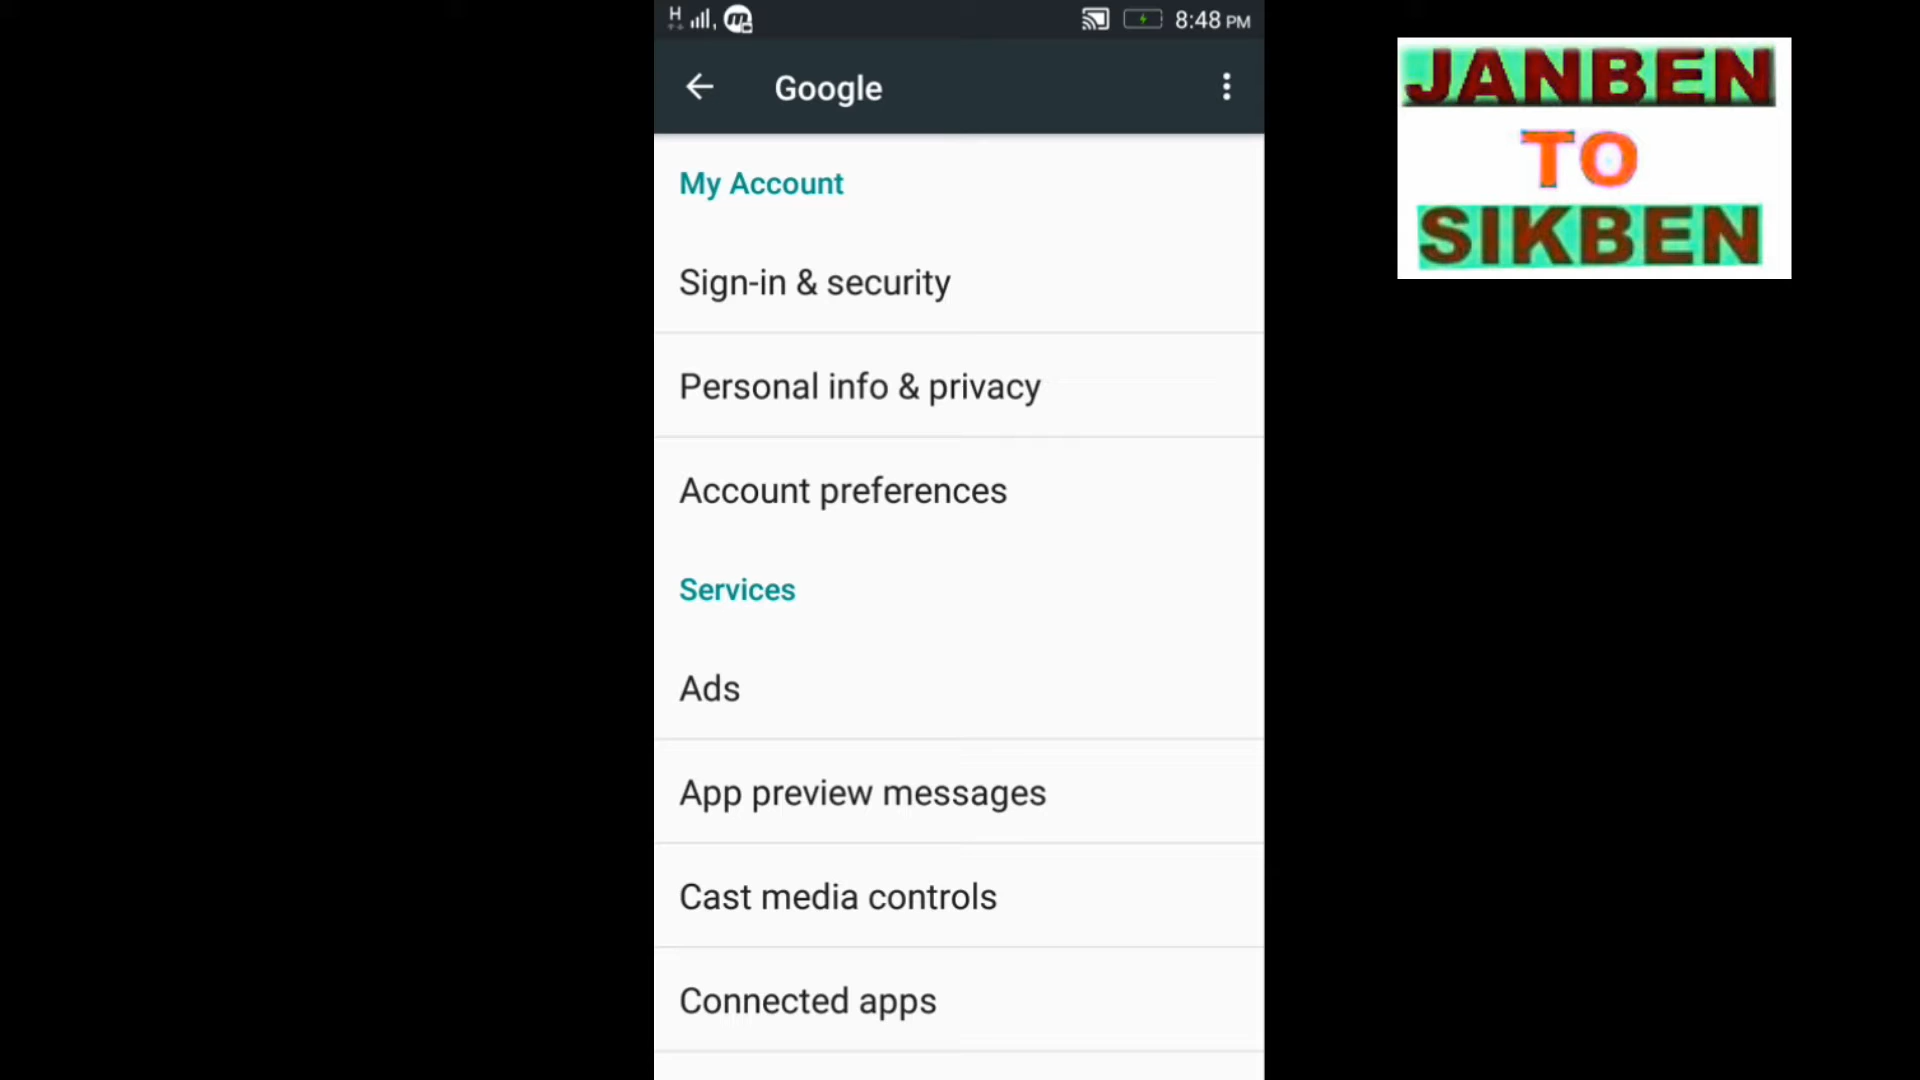 H
8:48 PM
Google
My Account
Sign-in & security
Personal info & privacy
Account preferences
Services
Ads
App preview messages
Cast media controls
Connected apps
JANBEN
TO
SIKBEN